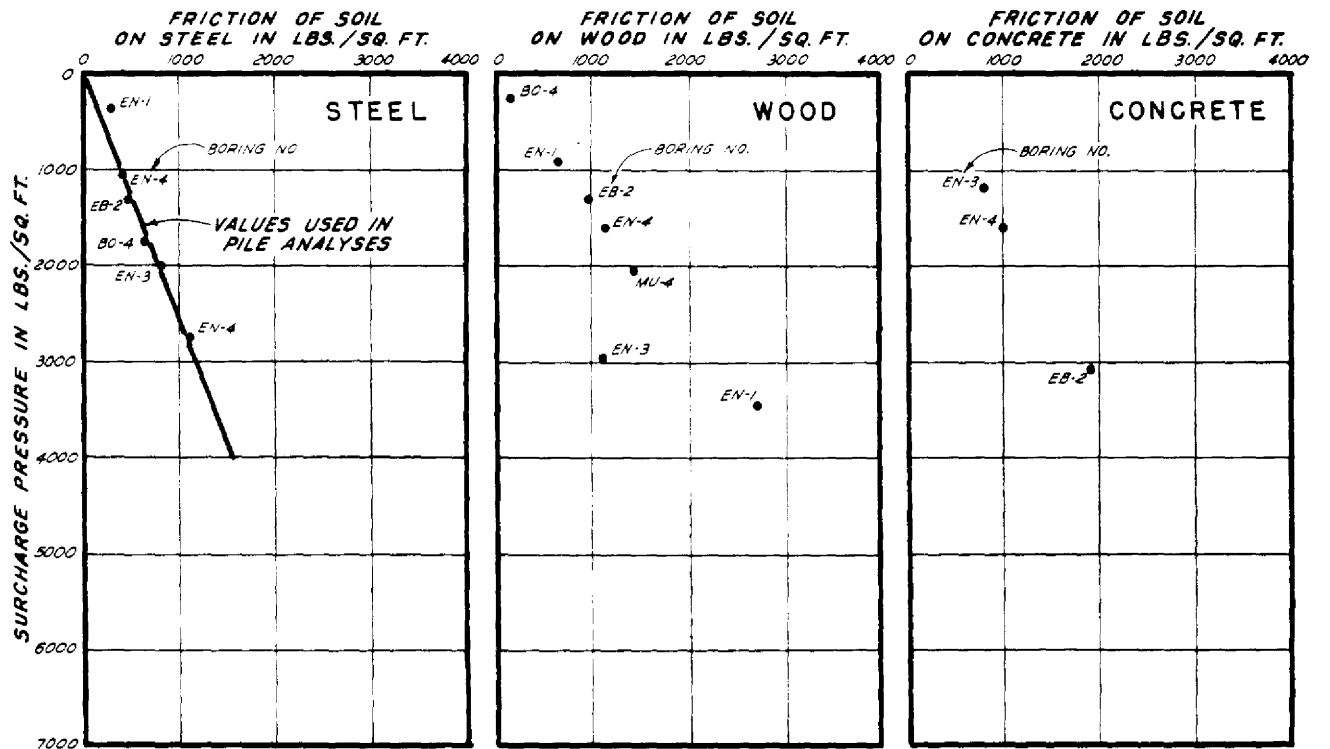 FRICTION OF SOIL
ON STEEL IN LBS./SQ. FT.
0 1000 2000 3000 4000
FRICTION OF SOIL
ON WOOD IN LBS./SQ. FT.
0 1000 2000 3000 4000
FRICTION OF SOIL
ON CONCRETE IN LBS./SQ. FT.
0 1000 2000 3000 4000
SURCHARGE PRESSURE IN LBS./SQ. FT.
0
1000
2000
3000
4000
5000
6000
7000
STEEL
EN-1
BORING NO
EN-4
EB-2
VALUES USED IN
PILE ANALYSES
BO-4
EN-3
EN-4
WOOD
BO-4
EN-1
BORING NO.
EB-2
EN-4
MU-4
EN-3
EN-1
CONCRETE
BORING NO.
EN-3
EN-4
EB-2